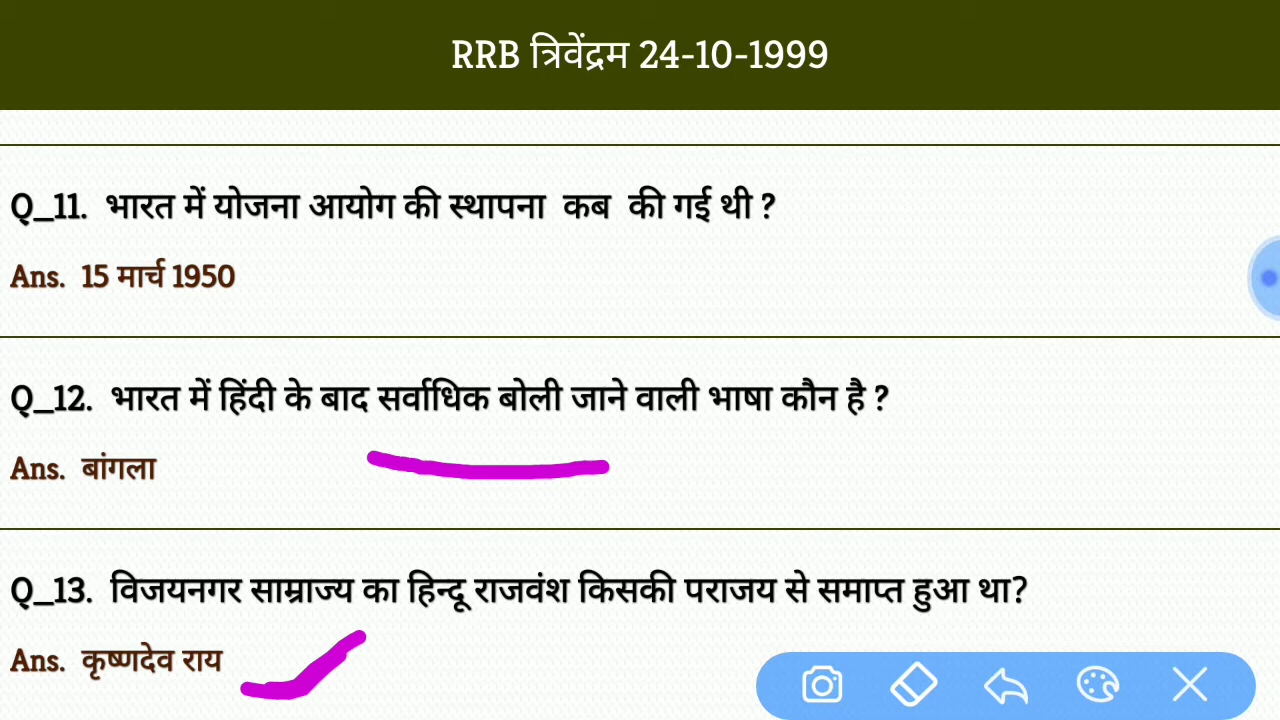 RRB त्रिवेंद्रम 24-10-1999
Q_11. भारत में योजना आयोग की स्थापना कब की गई थी ?
Ans. 15 मार्च 1950
Q_12. भारत में हिंदी के बाद सर्वाधिक बोली जाने वाली भाषा कौन है ?
Ans. बांगला
Q_13. विजयनगर साम्राज्य का हिन्दू राजवंश किसकी पराजय से समाप्त हुआ था?
Ans. कृष्णदेव राय